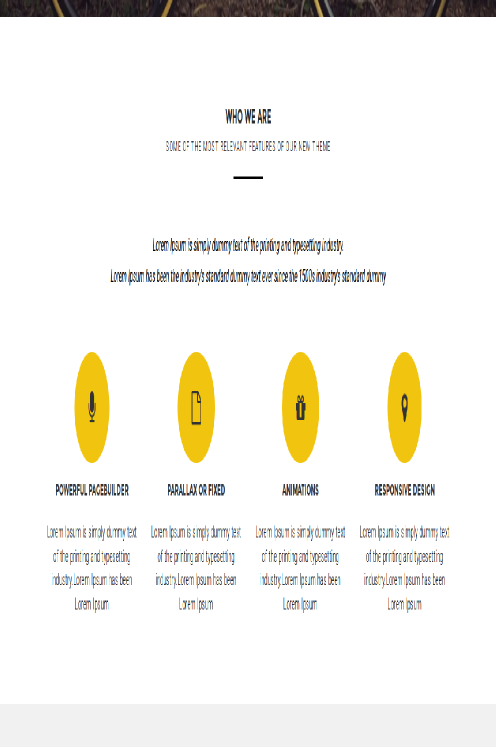 WHO WE ARE
SOME OF THE MOST RELEVANT FEATURES OF OUR NEW THEME
Lorem Ipsum is simply dummy text of the printing and typesetting industry.
Lorem Ipsum has been the industry's standard dummy text ever since the 1500s industry's standard dummy
POWERFUL PAGEBUILDER
Lorem Ipsum is simply dummy text
of the printing and typesetting
industry.Lorem Ipsum has been
Lorem Ipsum
PARALLAX OR FIXED
Lorem Ipsum is simply dummy text
of the printing and typesetting
industry.Lorem Ipsum has been
Lorem Ipsum
ANIMATIONS
Lorem Ipsum is simply dummy text
of the printing and typesetting
industry.Lorem Ipsum has been
Lorem Ipsum
RESPONSIVE DESIGN
Lorem Ipsum is simply dummy text
of the printing and typesetting
industry.Lorem Ipsum has been
Lorem Ipsum